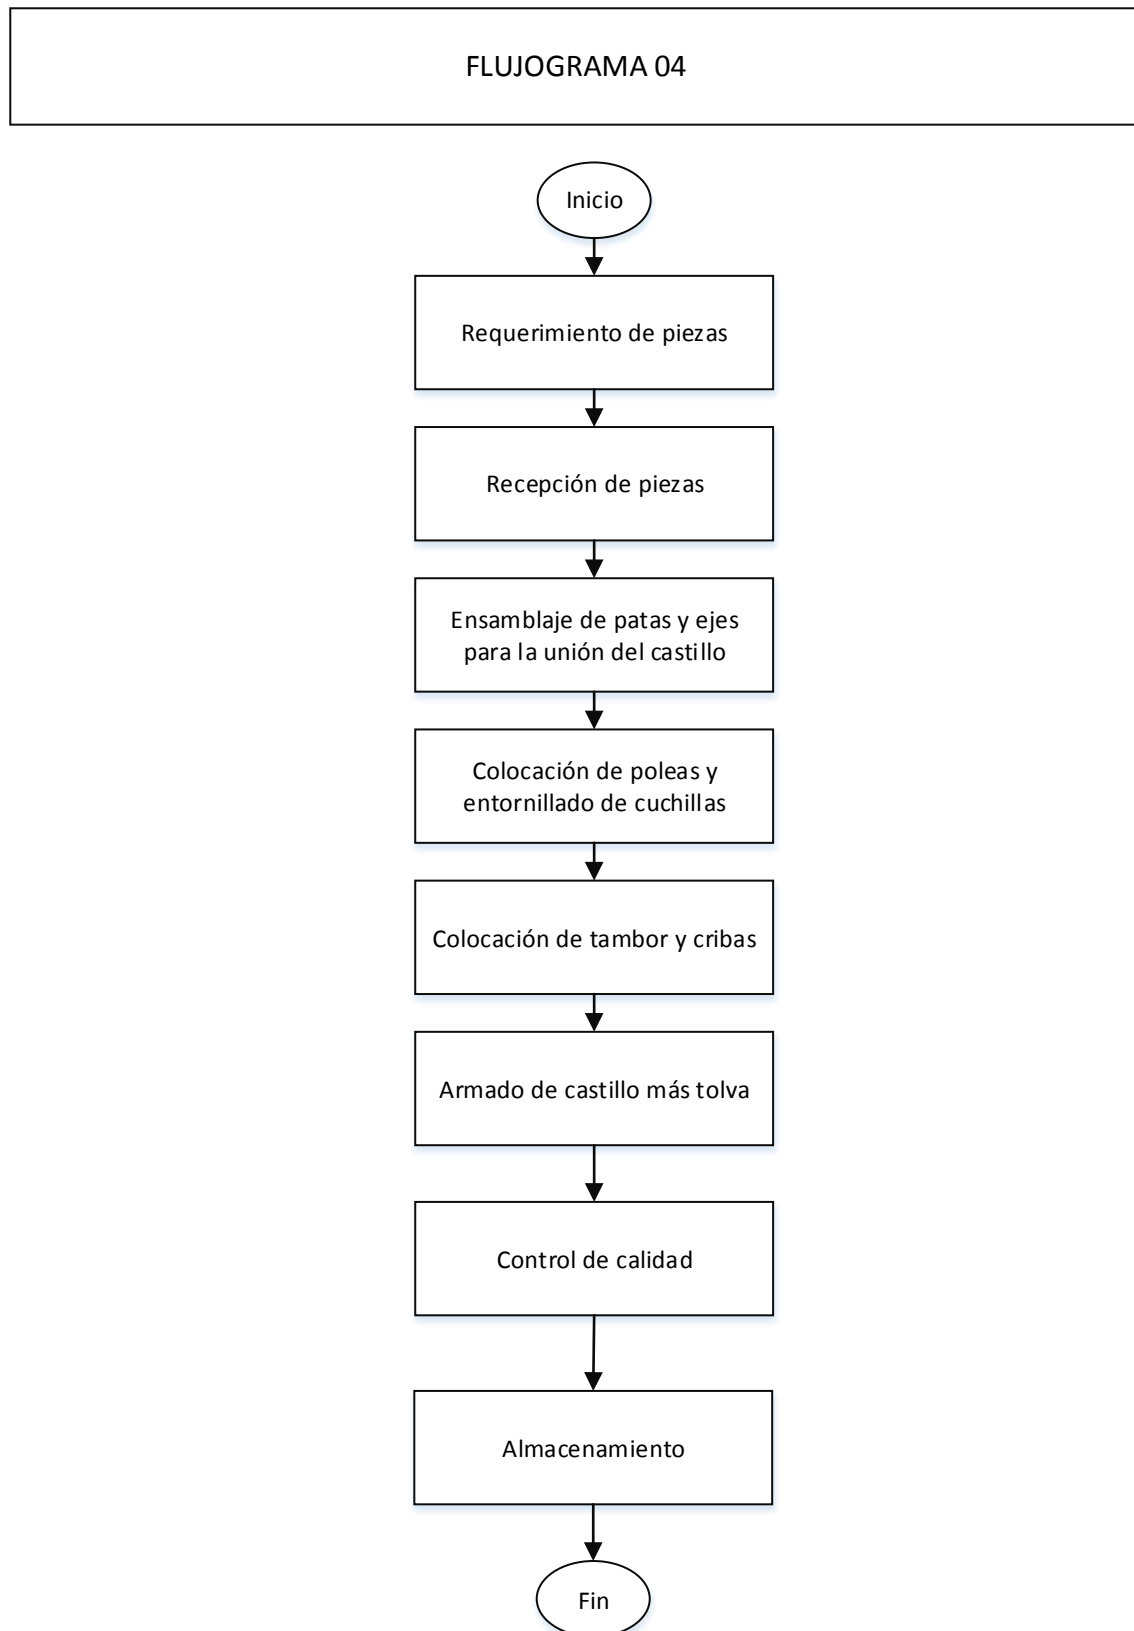 FLUJOGRAMA 04
Inicio
Requerimiento de piezas
Recepción de piezas
Ensamblaje de patas y ejes
para la unión del castillo
Colocación de poleas y
entornillado de cuchillas
Colocación de tambor y cribas
Armado de castillo más tolva
Control de calidad
Almacenamiento
Fin